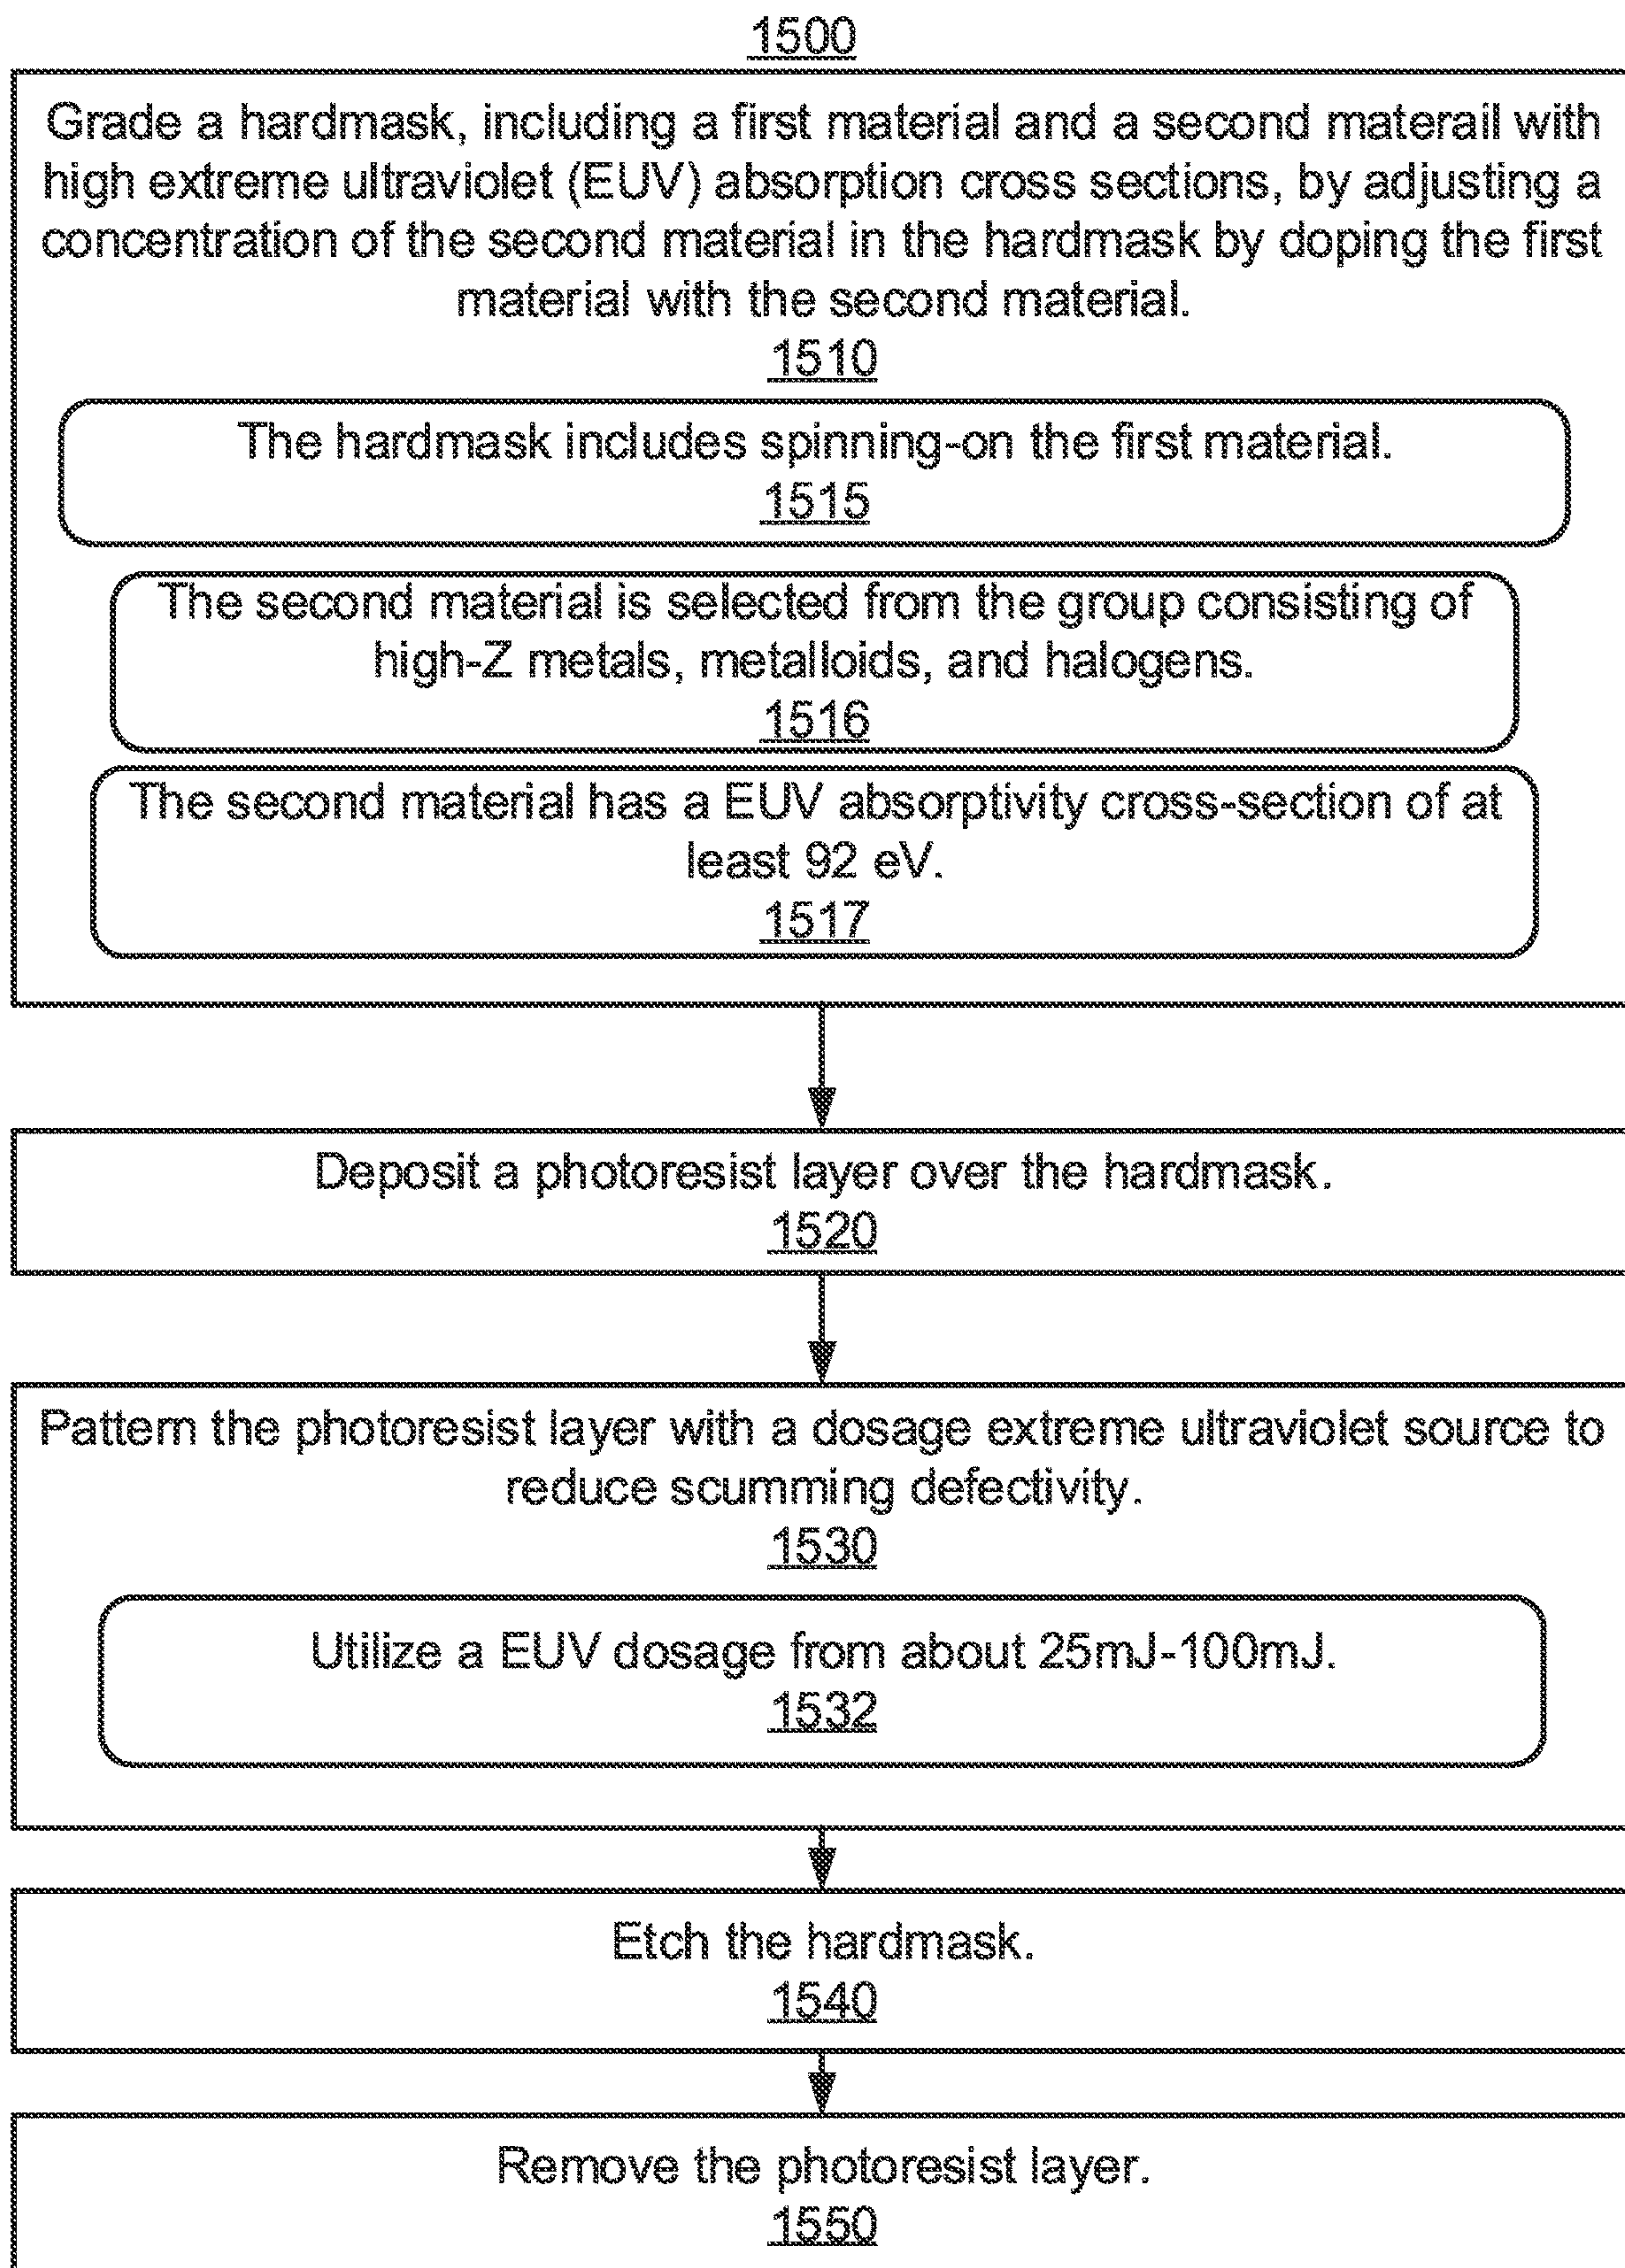 1500
Grade a hardmask, including a first material and a second materail with
high extreme ultraviolet (EUV) absorption cross sections, by adjusting a
concentration of the second material in the hardmask by doping the first
material with the second material.
1510
The hardmask includes spinning-on the first material.
1515
The second material is selected from the group consisting of
high-Z metals, metalloids, and halogens.
1516
The second material has a EUV absorptivity cross-section of at
least 92 eV.
1517
Deposit a photoresist layer over the hardmask.
1520
Pattern the photoresist layer with a dosage extreme ultraviolet source to
reduce scumming defectivity.
1530
Utilize a EUV dosage from about 25mJ-100mJ.
1532
Etch the hardmask.
1540
Remove the photoresist layer.
1550